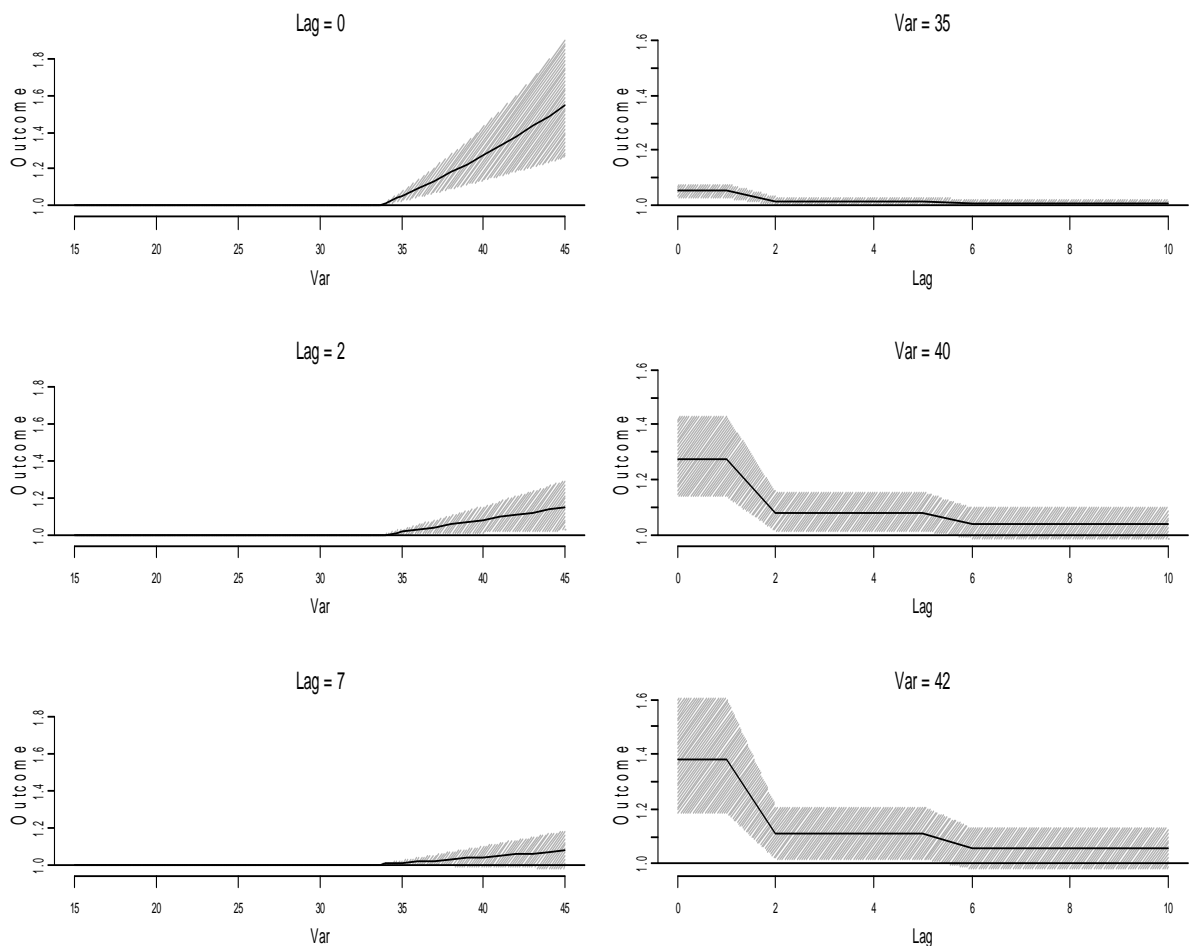 Lag = 0
Outcome
1.0 1.2 1.4 1.6 1.8
15 20 25 30 35 40 45
Var
Var = 35
Outcome
1.0 1.2 1.4 1.6
0 2 4 6 8 10
Lag
Lag = 2
Outcome
1.0 1.2 1.4 1.6 1.8
15 20 25 30 35 40 45
Var
Var = 40
Outcome
1.0 1.2 1.4 1.6
0 2 4 6 8 10
Lag
Lag = 7
Outcome
1.0 1.2 1.4 1.6 1.8
15 20 25 30 35 40 45
Var
Var = 42
Outcome
1.0 1.2 1.4 1.6
0 2 4 6 8 10
Lag